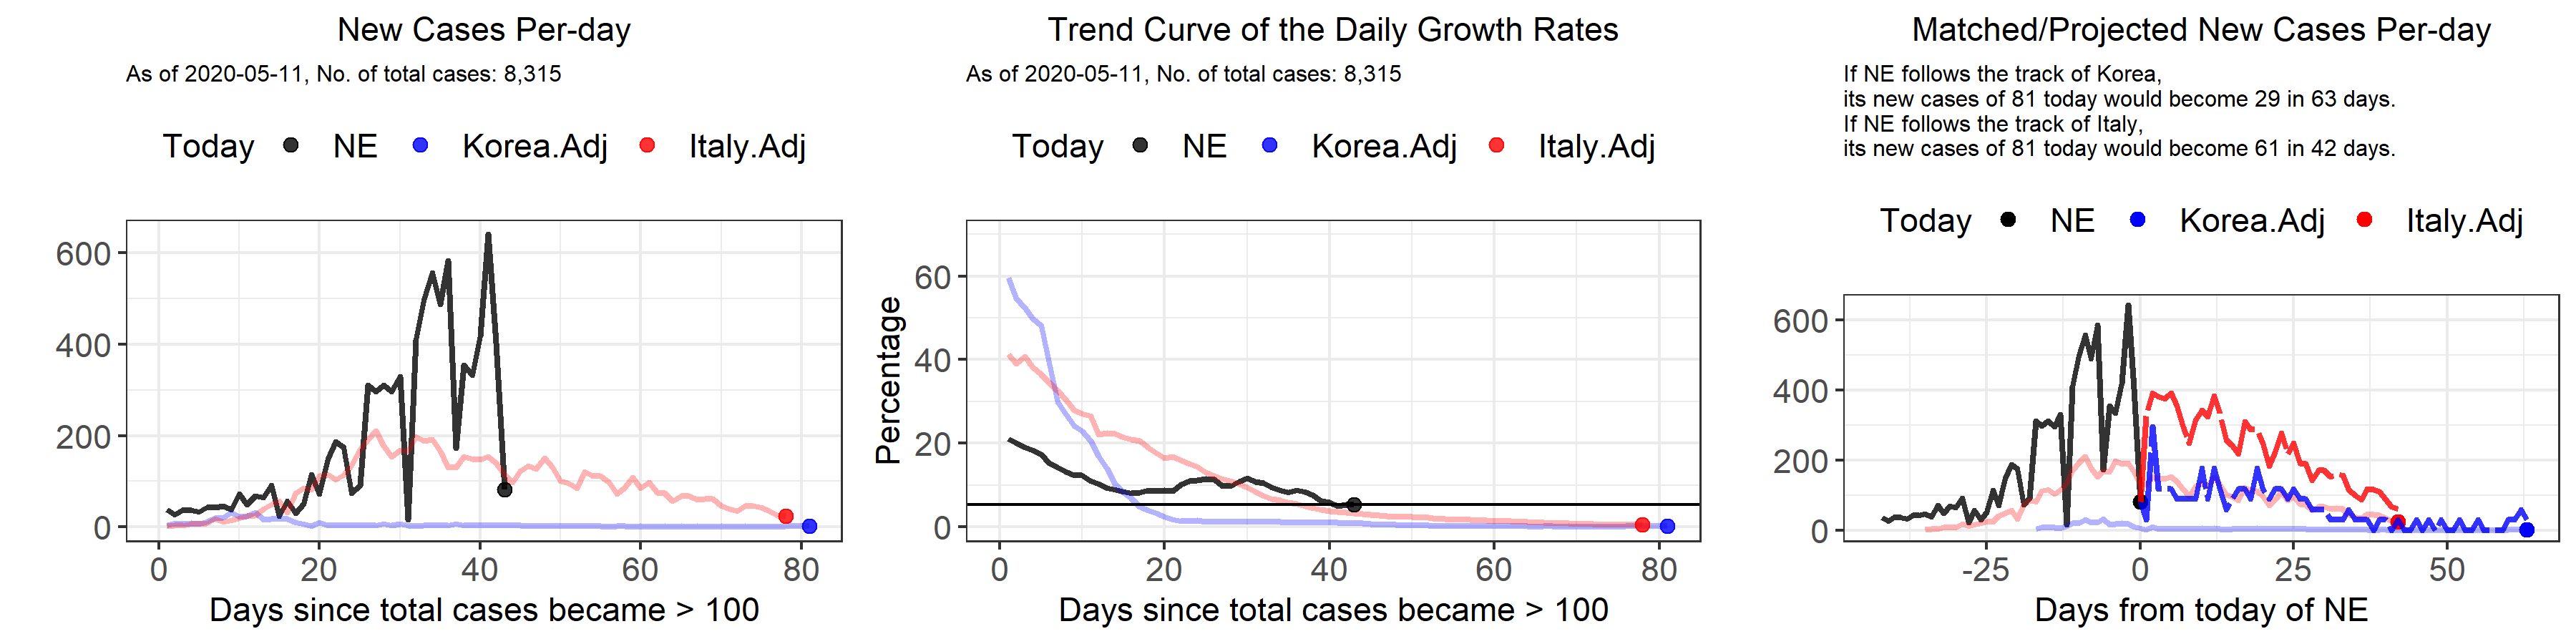 New Cases Per-day
As of 2020-05-11, No. of total cases: 8,315
Today NE Korea.Adj Italy.Adj
600
400
200
0
0 20 40 60 80
Days since total cases became > 100
Trend Curve of the Daily Growth Rates
As of 2020-05-11, No. of total cases: 8,315
Today NE Korea.Adj Italy.Adj
Percentage
60
40
20
0
0 20 40 60 80
Days since total cases became > 100
Matched/Projected New Cases Per-day
If NE follows the track of Korea,
its new cases of 81 today would become 29 in 63 days.
If NE follows the track of Italy,
its new cases of 81 today would become 61 in 42 days.
Today NE Korea.Adj Italy.Adj
600
400
200
0
-25 0 25 50
Days from today of NE